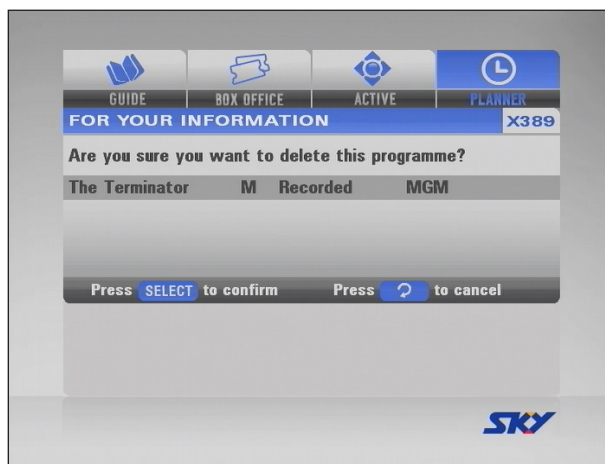 GUIDE BOX OFFICE ACTIVE PLANNER
FOR YOUR INFORMATION X389
Are you sure you want to delete this programme?
The Terminator M Recorded MGM
Press SELECT to confirm Press to cancel
SKY